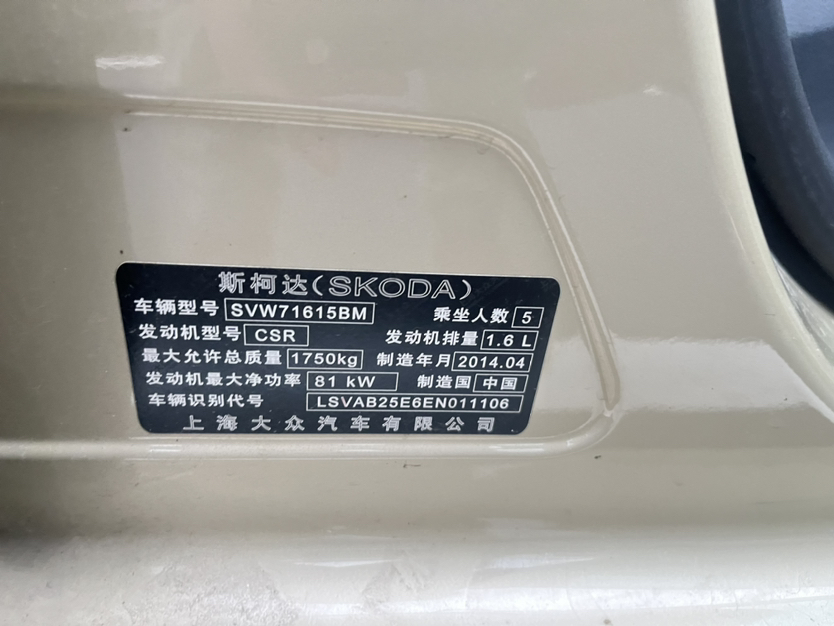 斯柯达(SKODA)
车辆型号 SVW71615BM 乘坐人数 5
发动机型号 CSR 发动机排量 1.6 L
最大允许总质量 1750kg 制造年月 2014.04
发动机最大净功率 81 kW 制造国 中国
车辆识别代号 LSVAB25E6EN011106
上海大众汽车有限公司